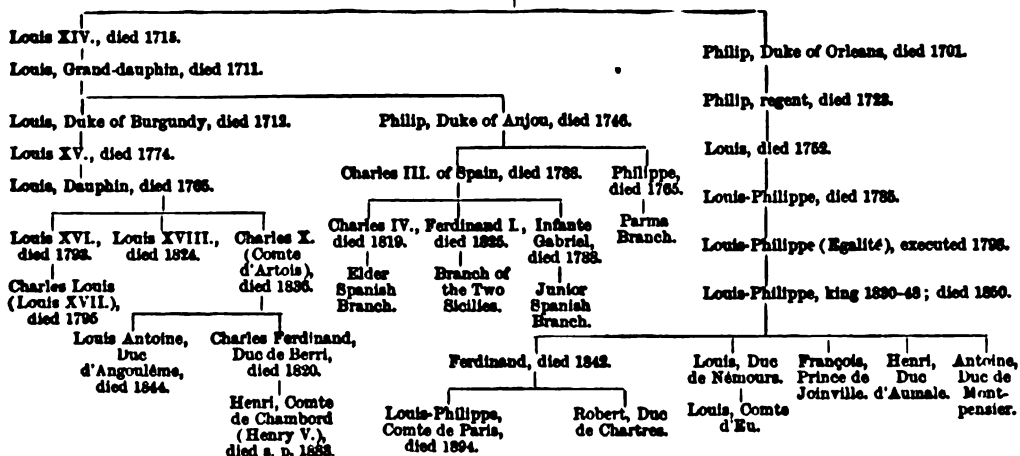 Louis XIV., died 1715.
Philip, Duke of Orleans, died 1701.
Louis, Grand-dauphin, died 1711.
Philip, regent, died 1723.
Louis, Duke of Burgundy, died 1712.
Philip, Duke of Anjou, died 1746.
Louis XV., died 1774.
Louis, died 1752.
Louis, Dauphin, died 1765.
Charles III. of Spain, died 1788.
Philippe,
died 1765.
Parma
Branch.
Louis-Philippe, died 1785.
Louis XVI.,
died 1793.
Charles Louis
(Louis XVII.),
died 1795
Louis XVIII.,
died 1824.
Charles X.
(Comte
d'Artois),
died 1836.
Charles IV.,
died 1819.
Elder
Spanish
Branch.
Ferdinand I.,
died 1825.
Branch of
the Two
Sicilies.
Infante
Gabriel,
died 1788.
Junior
Spanish
Branch.
Louis-Philippe (Egalité), executed 1793.
Louis-Philippe, king 1830-48; died 1850.
Louis Antoine,
Duc
d'Angoulême,
died 1844.
Charles Ferdinand,
Duc de Berri,
died 1820.
Henri, Comte
de Chambord
(Henry V.),
died s. p. 1883.
Ferdinand, died 1842.
Louis-Philippe,
Comte de Paris,
died 1894.
Robert, Duc
de Chartres.
Louis, Duc
de Némours.
Louis, Comte
d'Eu.
François,
Prince de
Joinville.
Henri,
Duc
d'Aumale.
Antoine,
Duc de
Mont-
pensier.